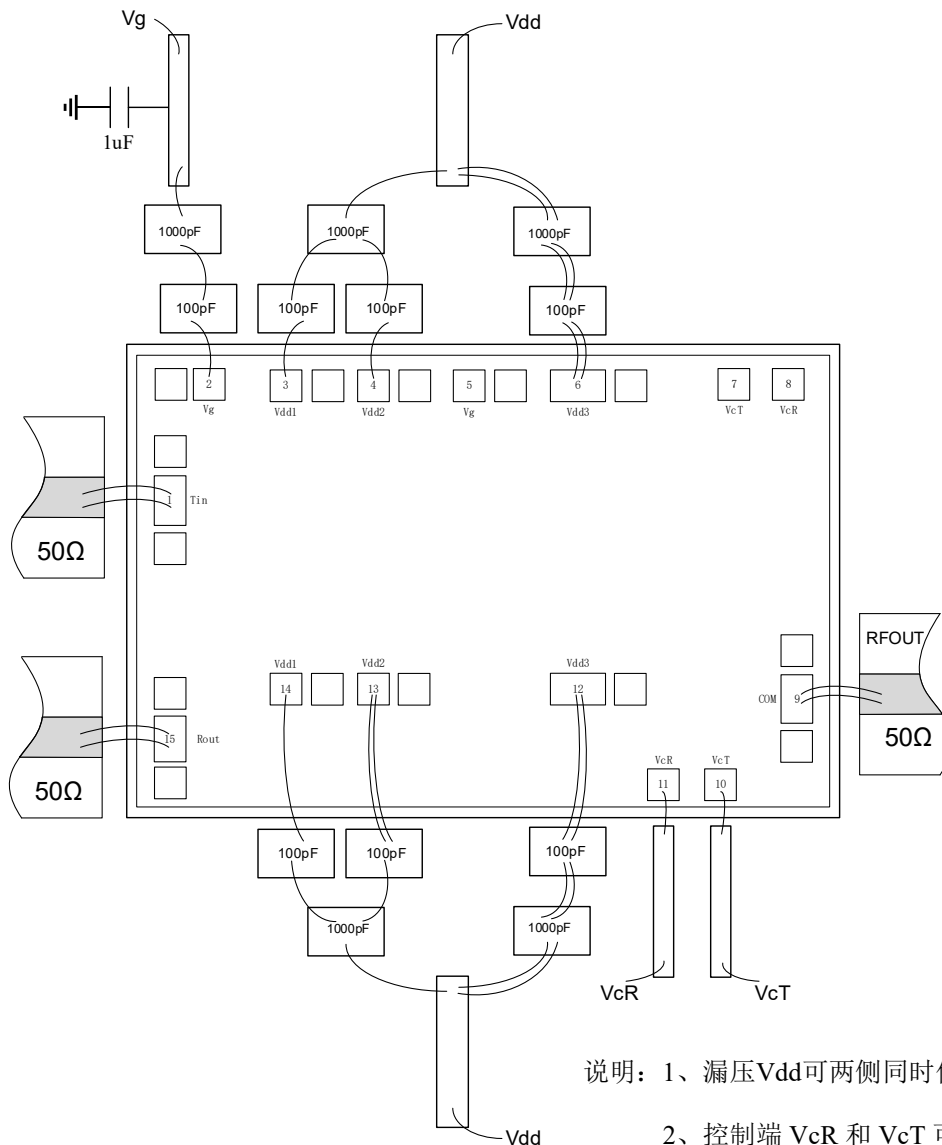 Vg
Vdd
1uF
1000pF
1000pF
1000pF
100pF
100pF
100pF
100pF
2
3
4
5
6
7
8
Vg
Vdd1
Vdd2
Vg
Vdd3
VcT
VcR
1
Tin
50Ω
RFOUT
Vdd1
Vdd2
Vdd3
14
13
12
COM
9
15
Rout
50Ω
50Ω
VcR
VcT
11
10
100pF
100pF
100pF
1000pF
1000pF
VcR
VcT
说明：1、漏压Vdd可两侧同时
2、控制端 VcR 和 VcT
Vdd